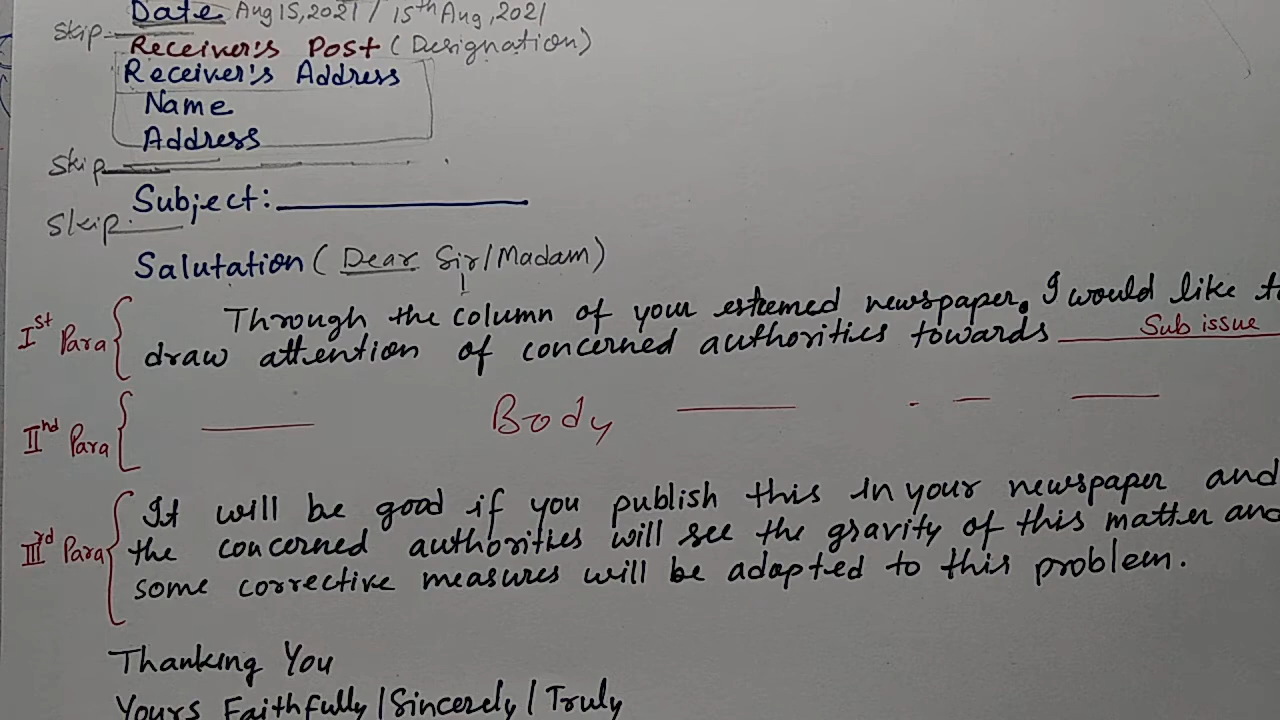 Date Aug 15, 2021 / 15th Aug, 2021
Skip
Receiver's Post (Designation)
Receiver's Address
Name
Address
Skip
Subject:
Skip
Salutation (Dear Sir/Madam)
Ist Para
Through the column of your estremed newspaper, I would like to
draw attention of concerned authorities towards Sub issue
IInd Para
Body
IIIrd Para
It will be good if you publish this in your newspaper and
the concerned authorities will see the gravity of this matter and
some corrective measures will be adapted to this problem.
Thanking You
Yours Faithfully / Sincerely / Truly